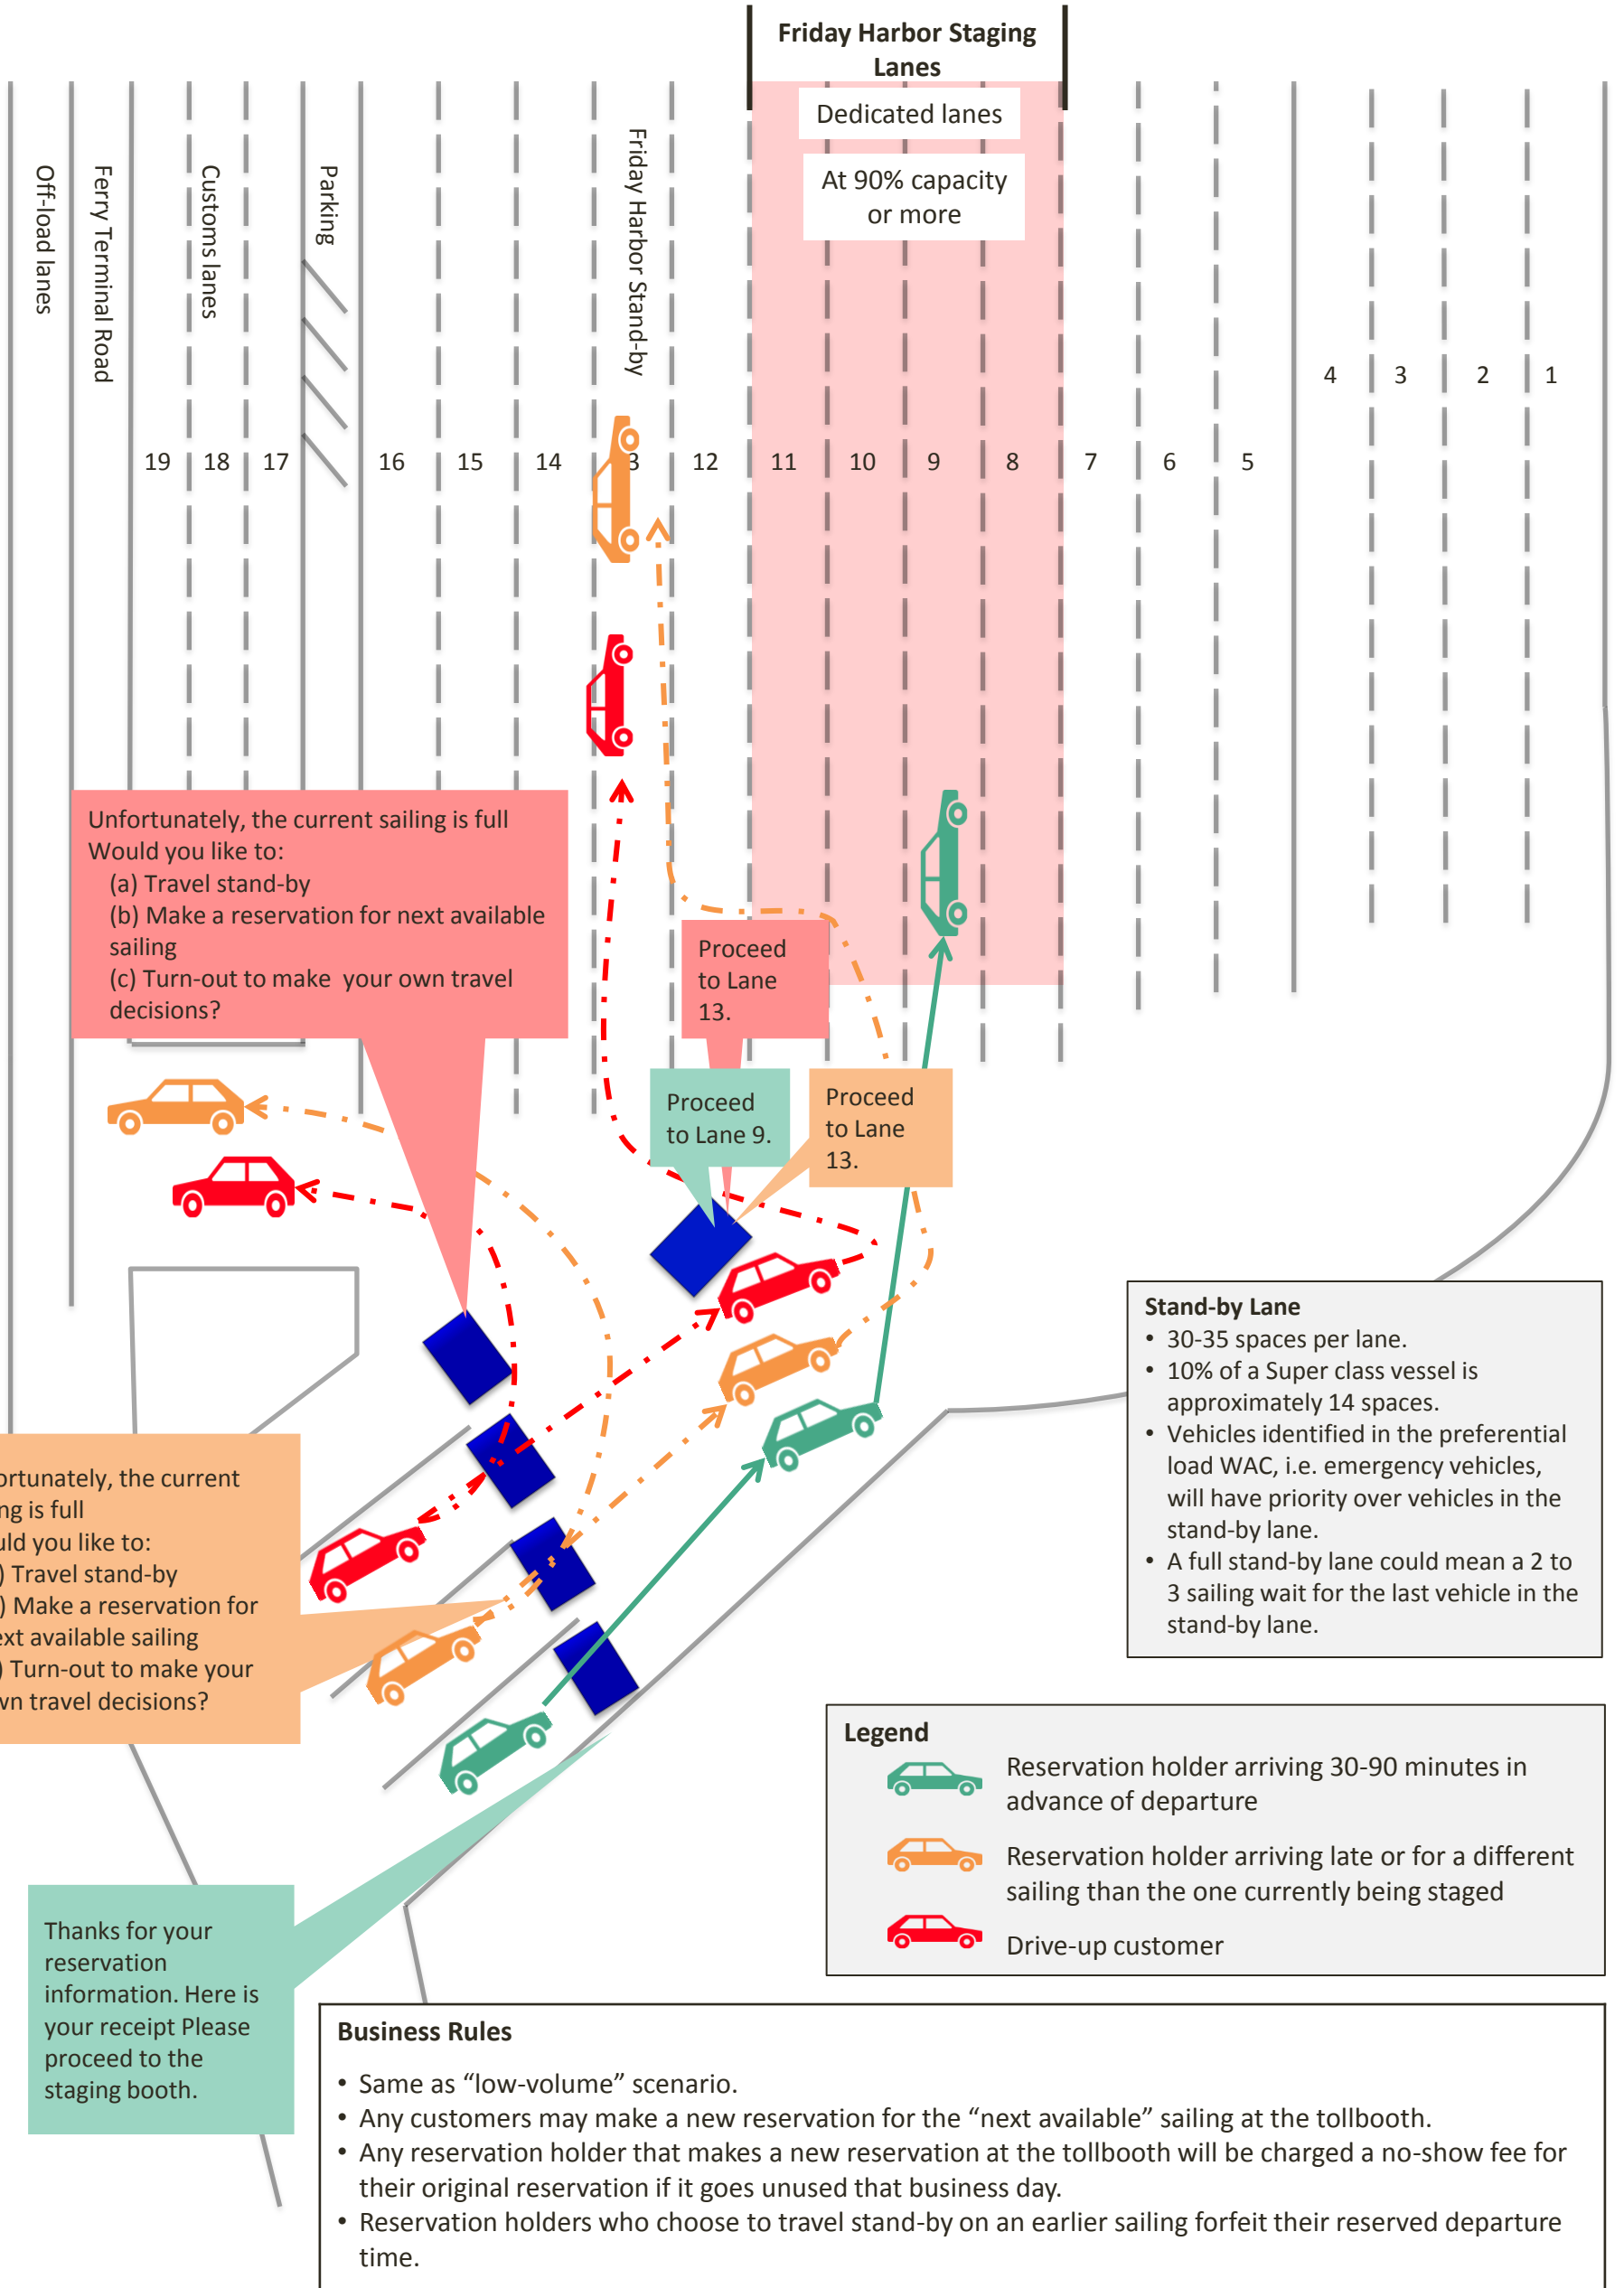 Friday Harbor Staging
Lanes
Dedicated lanes
At 90% capacity
or more
Off-load lanes
Ferry Terminal Road
Customs lanes
Parking
Friday Harbor Stand-by
4 3 2 1
19 18 17 16 15 14 3 12 11 10 9 8 7 6 5
Unfortunately, the current sailing is full
Would you like to:
(a) Travel stand-by
(b) Make a reservation for next available
sailing
(c) Turn-out to make your own travel
decisions?
Proceed
to Lane
13.
Proceed
to Lane 9.
Proceed
to Lane
13.
Stand-by Lane
• 30-35 spaces per lane.
• 10% of a Super class vessel is
approximately 14 spaces.
• Vehicles identified in the preferential
load WAC, i.e. emergency vehicles,
will have priority over vehicles in the
stand-by lane.
• A full stand-by lane could mean a 2 to
3 sailing wait for the last vehicle in the
stand-by lane.
ortunately, the current
ng is full
uld you like to:
) Travel stand-by
) Make a reservation for
ext available sailing
) Turn-out to make your
wn travel decisions?
Legend
Reservation holder arriving 30-90 minutes in
advance of departure
Reservation holder arriving late or for a different
sailing than the one currently being staged
Drive-up customer
Thanks for your
reservation
information. Here is
your receipt Please
proceed to the
staging booth.
Business Rules
• Same as “low-volume” scenario.
• Any customers may make a new reservation for the “next available” sailing at the tollbooth.
• Any reservation holder that makes a new reservation at the tollbooth will be charged a no-show fee for
their original reservation if it goes unused that business day.
• Reservation holders who choose to travel stand-by on an earlier sailing forfeit their reserved departure
time.